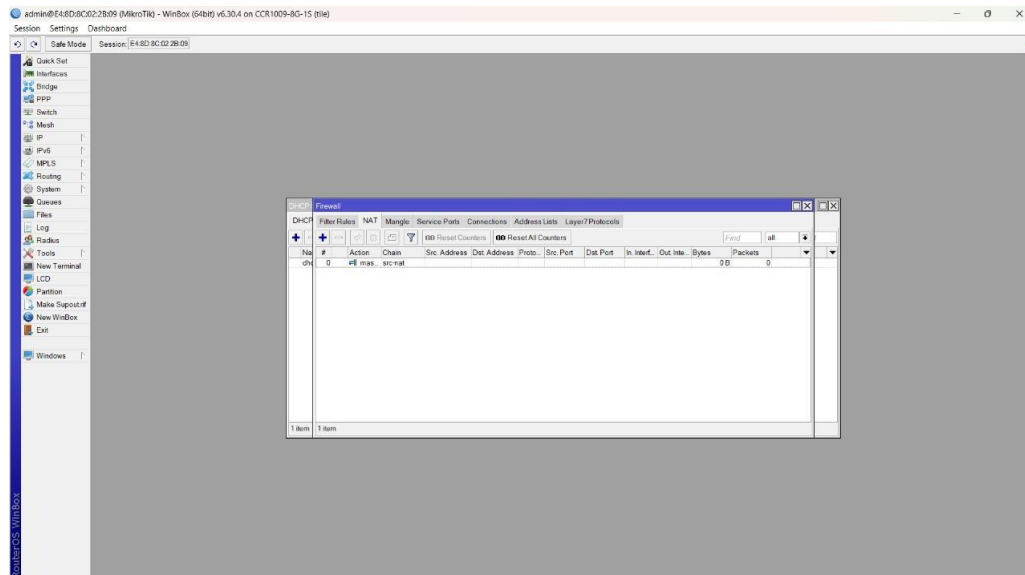 admin@E4:8D:8C:02:2B:09 (MikroTik) - WinBox (64bit) v6.30.4 on CCR1009-8G-1S (tile)
Session Settings Dashboard
Safe Mode Session: E4:8D:8C:02:2B:09
Quick Set
Interfaces
Bridge
PPP
Switch
Mesh
IP
IPv6
MPLS
Routing
System
Queues
Files
Log
Radius
Tools
New Terminal
LCD
Partition
Make Supout.rif
New WinBox
Exit
Windows
RouterOS WinBox
DHCP Firewall
DHCP Filter Rules NAT Mangle Service Ports Connections Address Lists Layer7 Protocols
00 Reset Counters 00 Reset All Counters Find all
Na # Action Chain Src. Address Dst. Address Proto... Src. Port Dst. Port In. Interf... Out. Inte... Bytes Packets
dhc 0 mas... src-nat 0 B 0
1 item 1 item